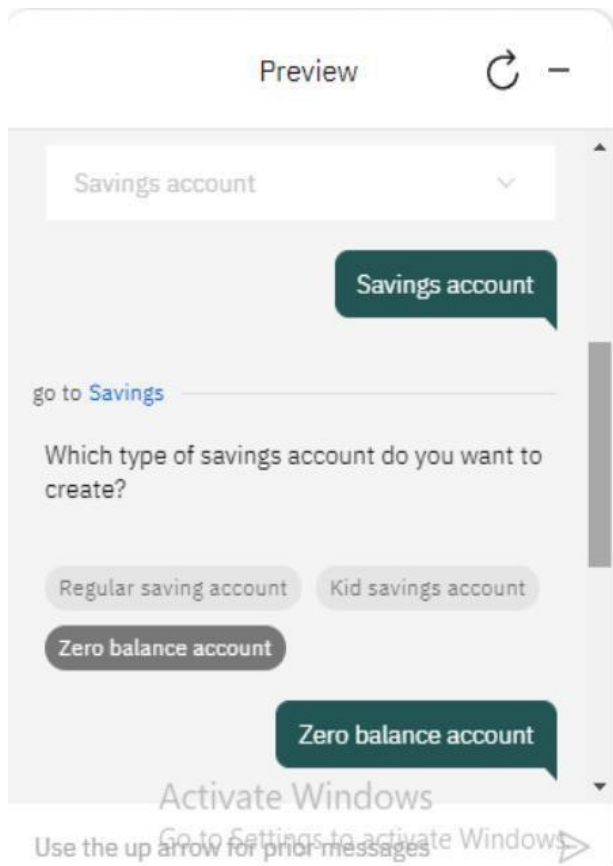 Preview
Savings account
Savings account
go to Savings
Which type of savings account do you want to
create?
Regular saving account
Kid savings account
Zero balance account
Zero balance account
Activate Windows
Go to Settings to activate Windows
Use the up arrow for prior messages